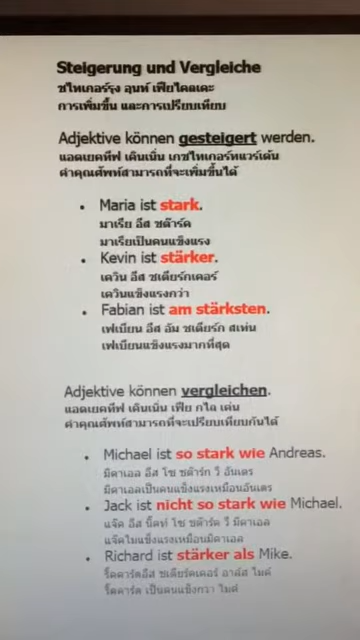 Steigerung und Vergleiche
ชไทเกอร์รุง อุนท์ เฟียไคลเดะ
การเพิ่มขึ้น และการเปรียบเทียบ
Adjektive können gesteigert werden.
แอดเยคทีฟ เคินเน็น เกชไทเกอร์ทแวร์เด้น
คำคุณศัพท์สามารถที่จะเพิ่มขึ้นได้
• Maria ist stark.
มาเรีย อีส ชต๊าร์ค
มาเรียเป็นคนแข็งแรง
• Kevin ist stärker.
เควิน อีส ชเตียร์กเคอร์
เควินแข็งแรงกว่า
• Fabian ist am stärksten.
เฟเบียน อีส อัม ชเตียร์ก สเท่น
เฟเบียนแข็งแรงมากที่สุด
Adjektive können vergleichen.
แอดเยคทีฟ เคินเน็น เฟีย ไคล เค่น
คำคุณศัพท์สามารถที่จะเปรียบเทียบกันได้
• Michael ist so stark wie Andreas.
มิคาเอล อีส โซ ชต๊าร์ก วี อันเดร
มิคาเอลเป็นคนแข็งแรงเหมือนอันเดร
• Jack ist nicht so stark wie Michael.
แจ๊ค อีส นิคท์ โซ ชต๊าร์ค วี มีคาเอล
แจ๊คไม่แข็งแรงเหมือนมีคาเอล
• Richard ist stärker als Mike.
ริ๊คคาร์ดอีส ชเตียร์คเคอร์ อาค์ส ไมค์
ริ๊คคาร์ด เป็นคนแข็งกว่า ไมค์